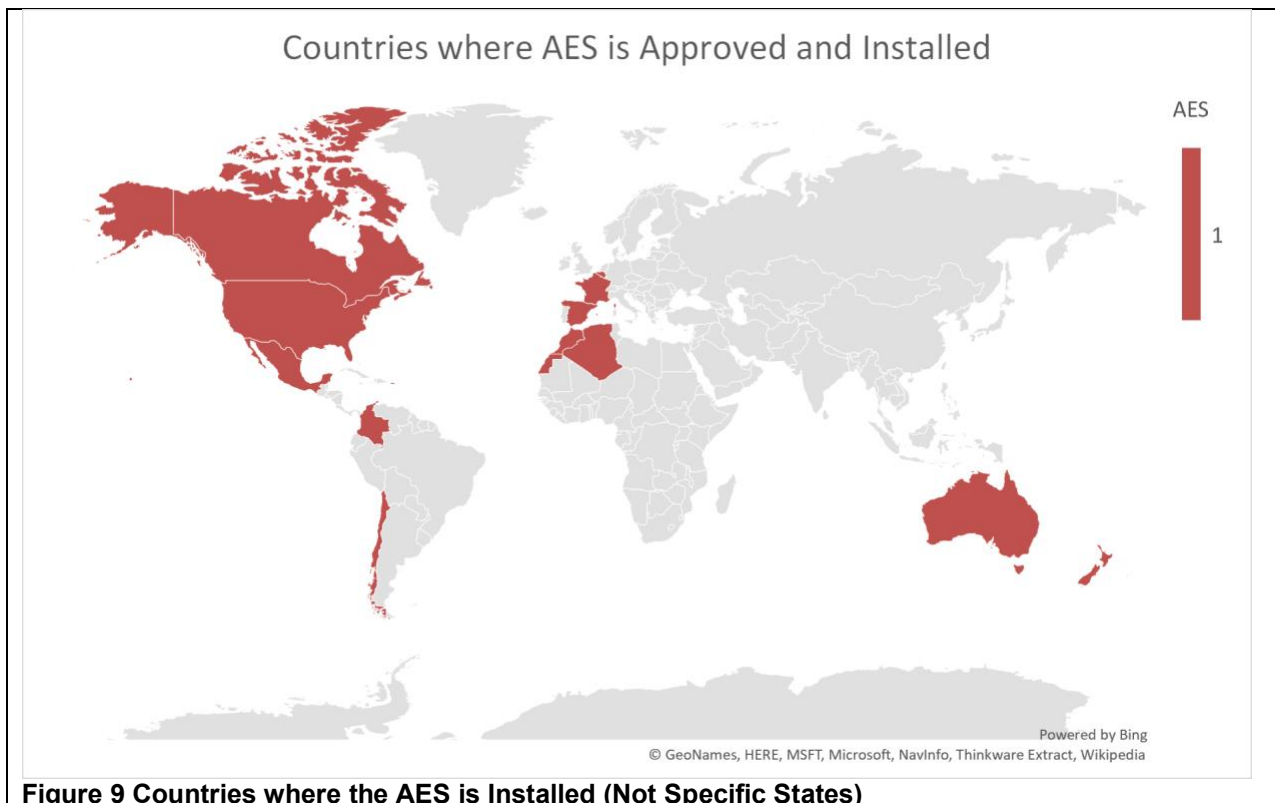 Countries where AES is Approved and Installed
AES
1
Powered by Bing
© GeoNames, HERE, MSFT, Microsoft, NavInfo, Thinkware Extract, Wikipedia
Figure 9 Countries where the AES is Installed (Not Specific States)